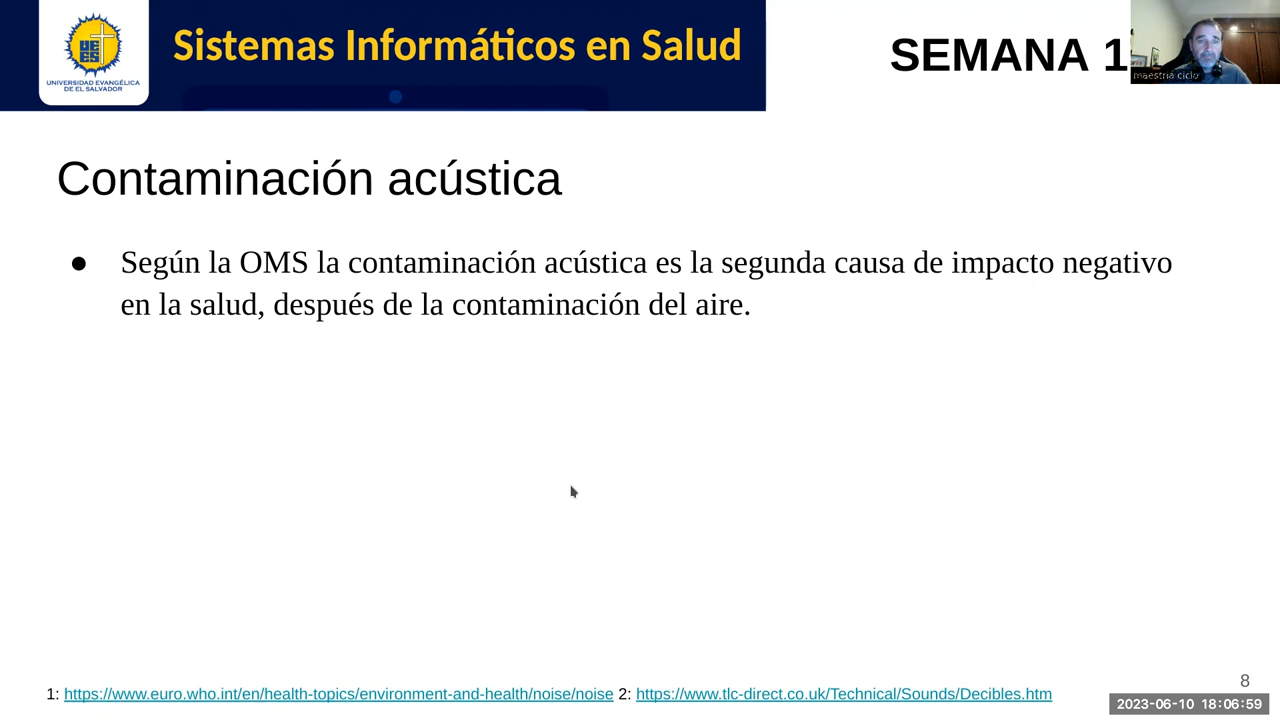 UNIVERSIDAD EVANGÉLICA
DE EL SALVADOR
Sistemas Informáticos en Salud
SEMANA 1
maestria ciclo
Contaminación acústica
● Según la OMS la contaminación acústica es la segunda causa de impacto negativo
en la salud, después de la contaminación del aire.
1: https://www.euro.who.int/en/health-topics/environment-and-health/noise/noise 2: https://www.tlc-direct.co.uk/Technical/Sounds/Decibles.htm
8
2023-06-10 18:06:59